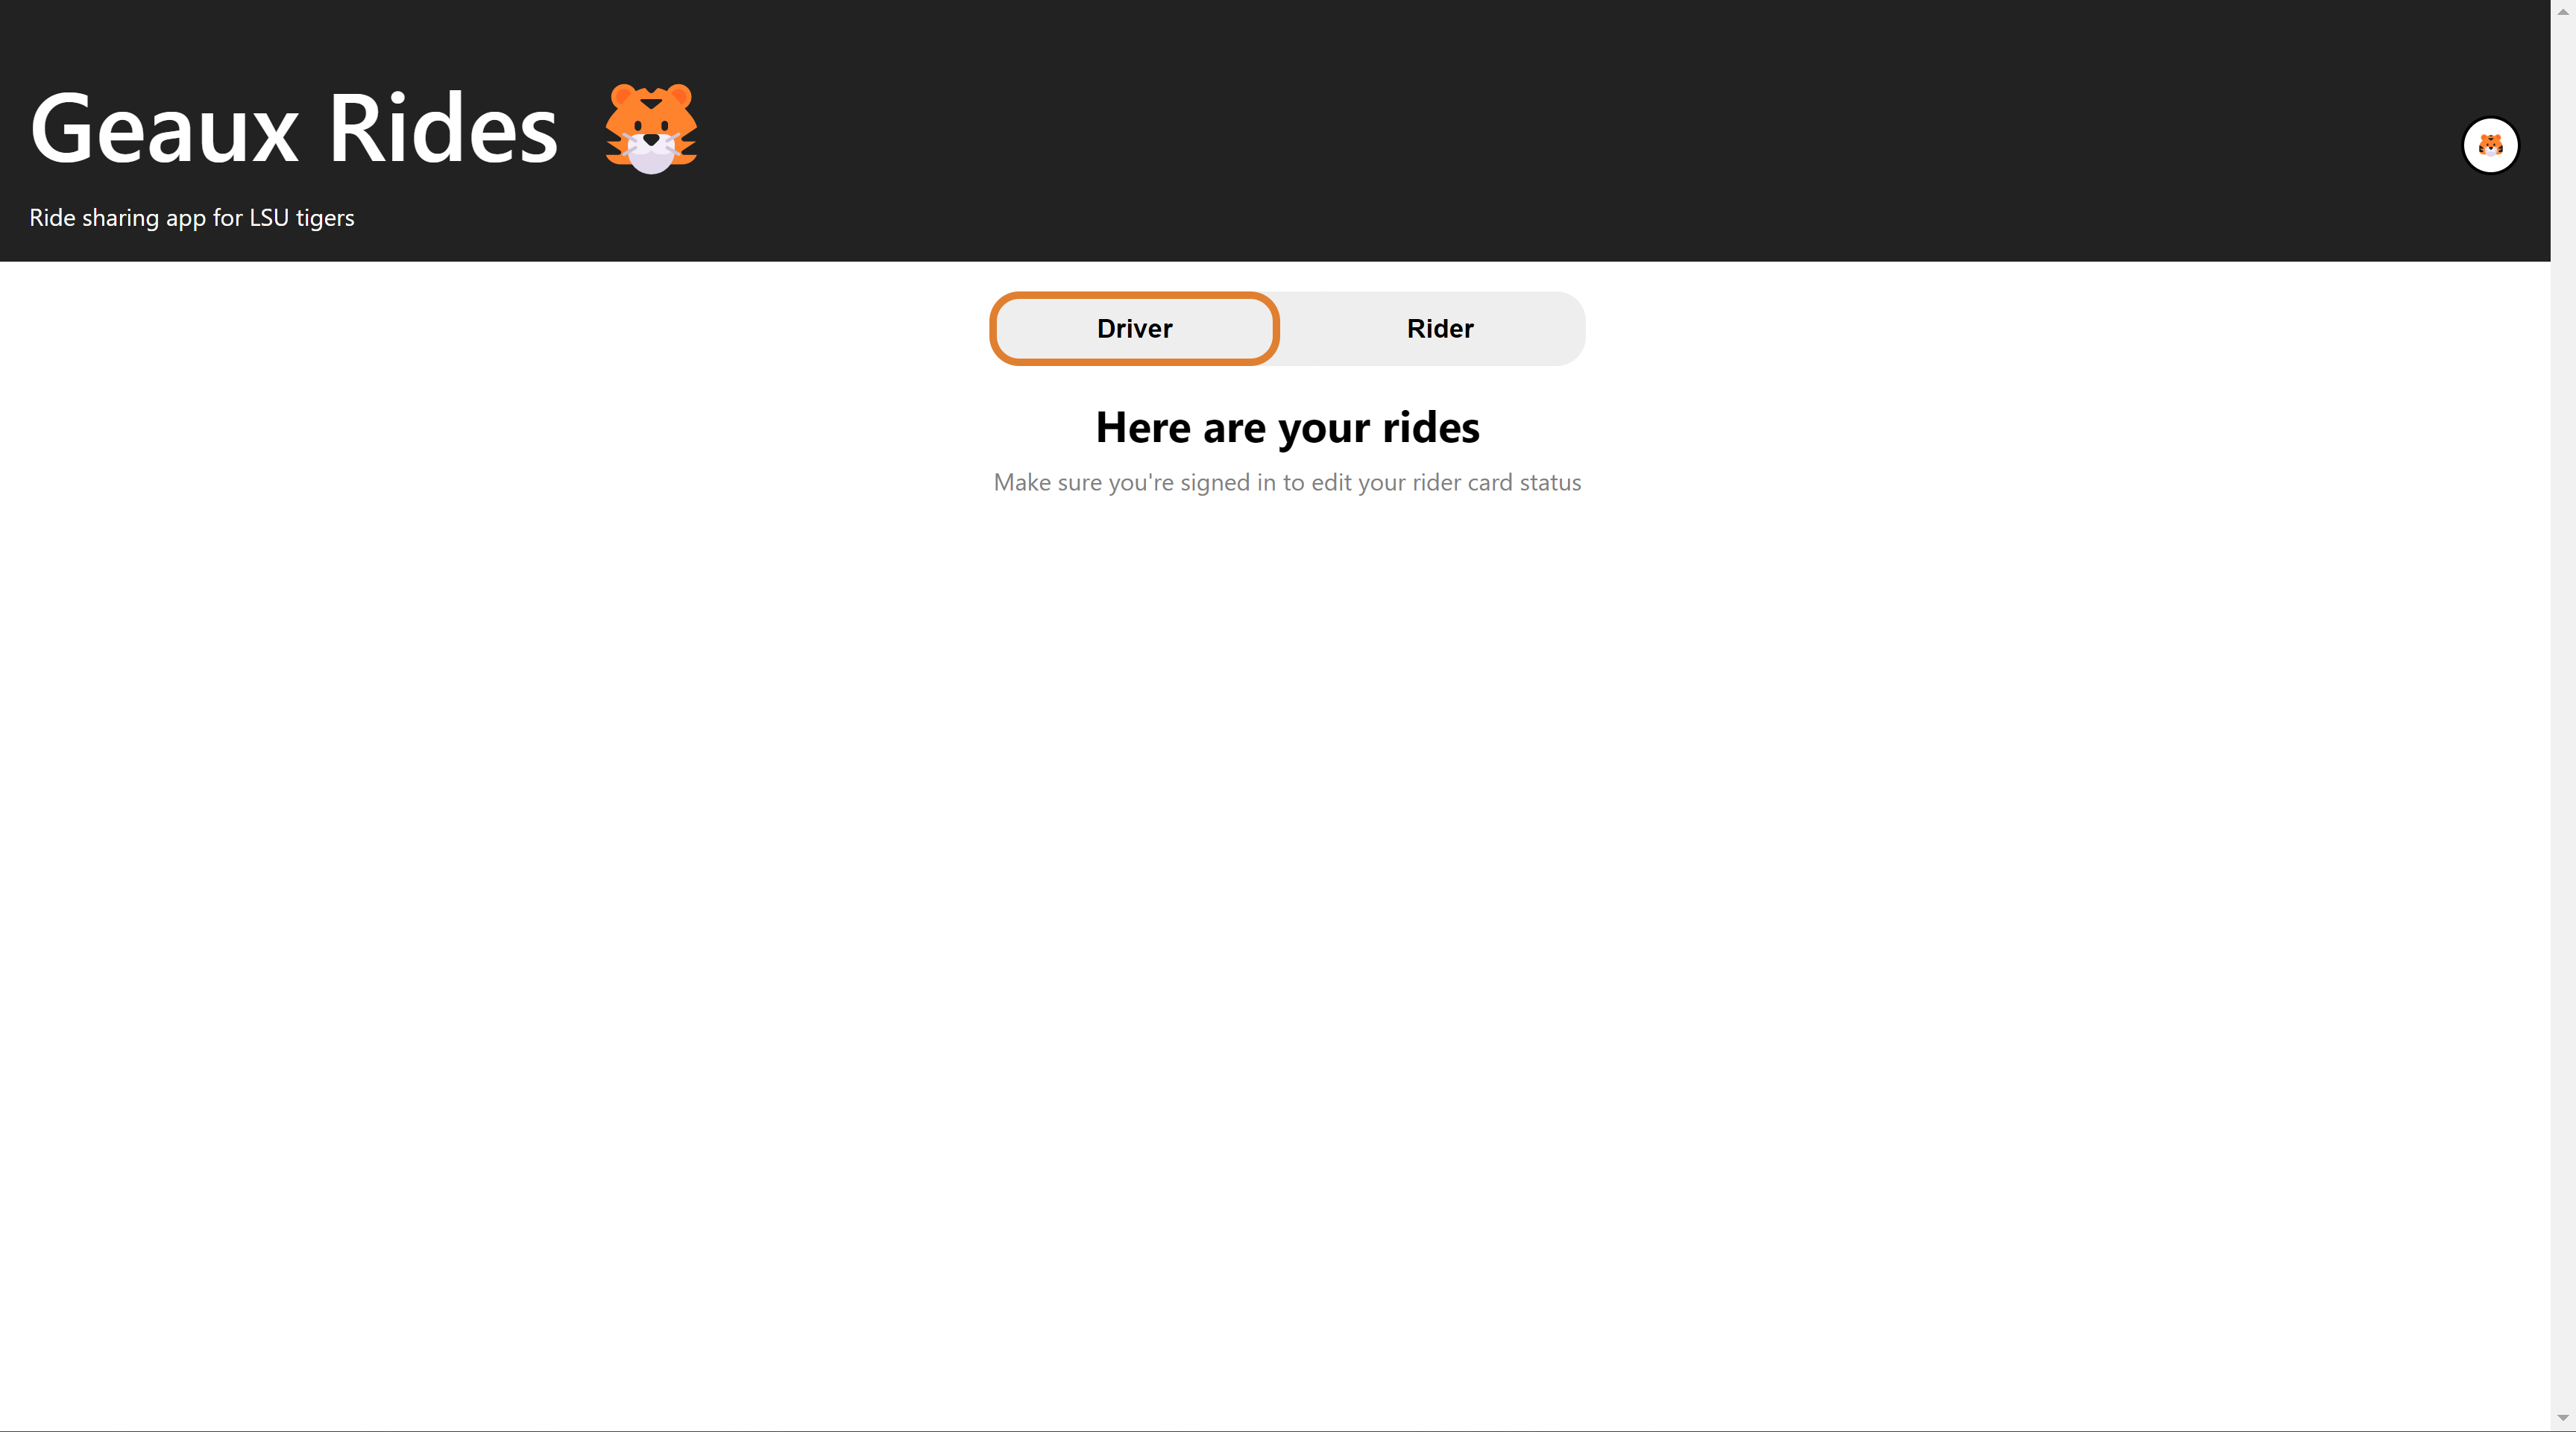 Geaux Rides 🐯
Ride sharing app for LSU tigers
Driver
Rider
Here are your rides
Make sure you're signed in to edit your rider card status